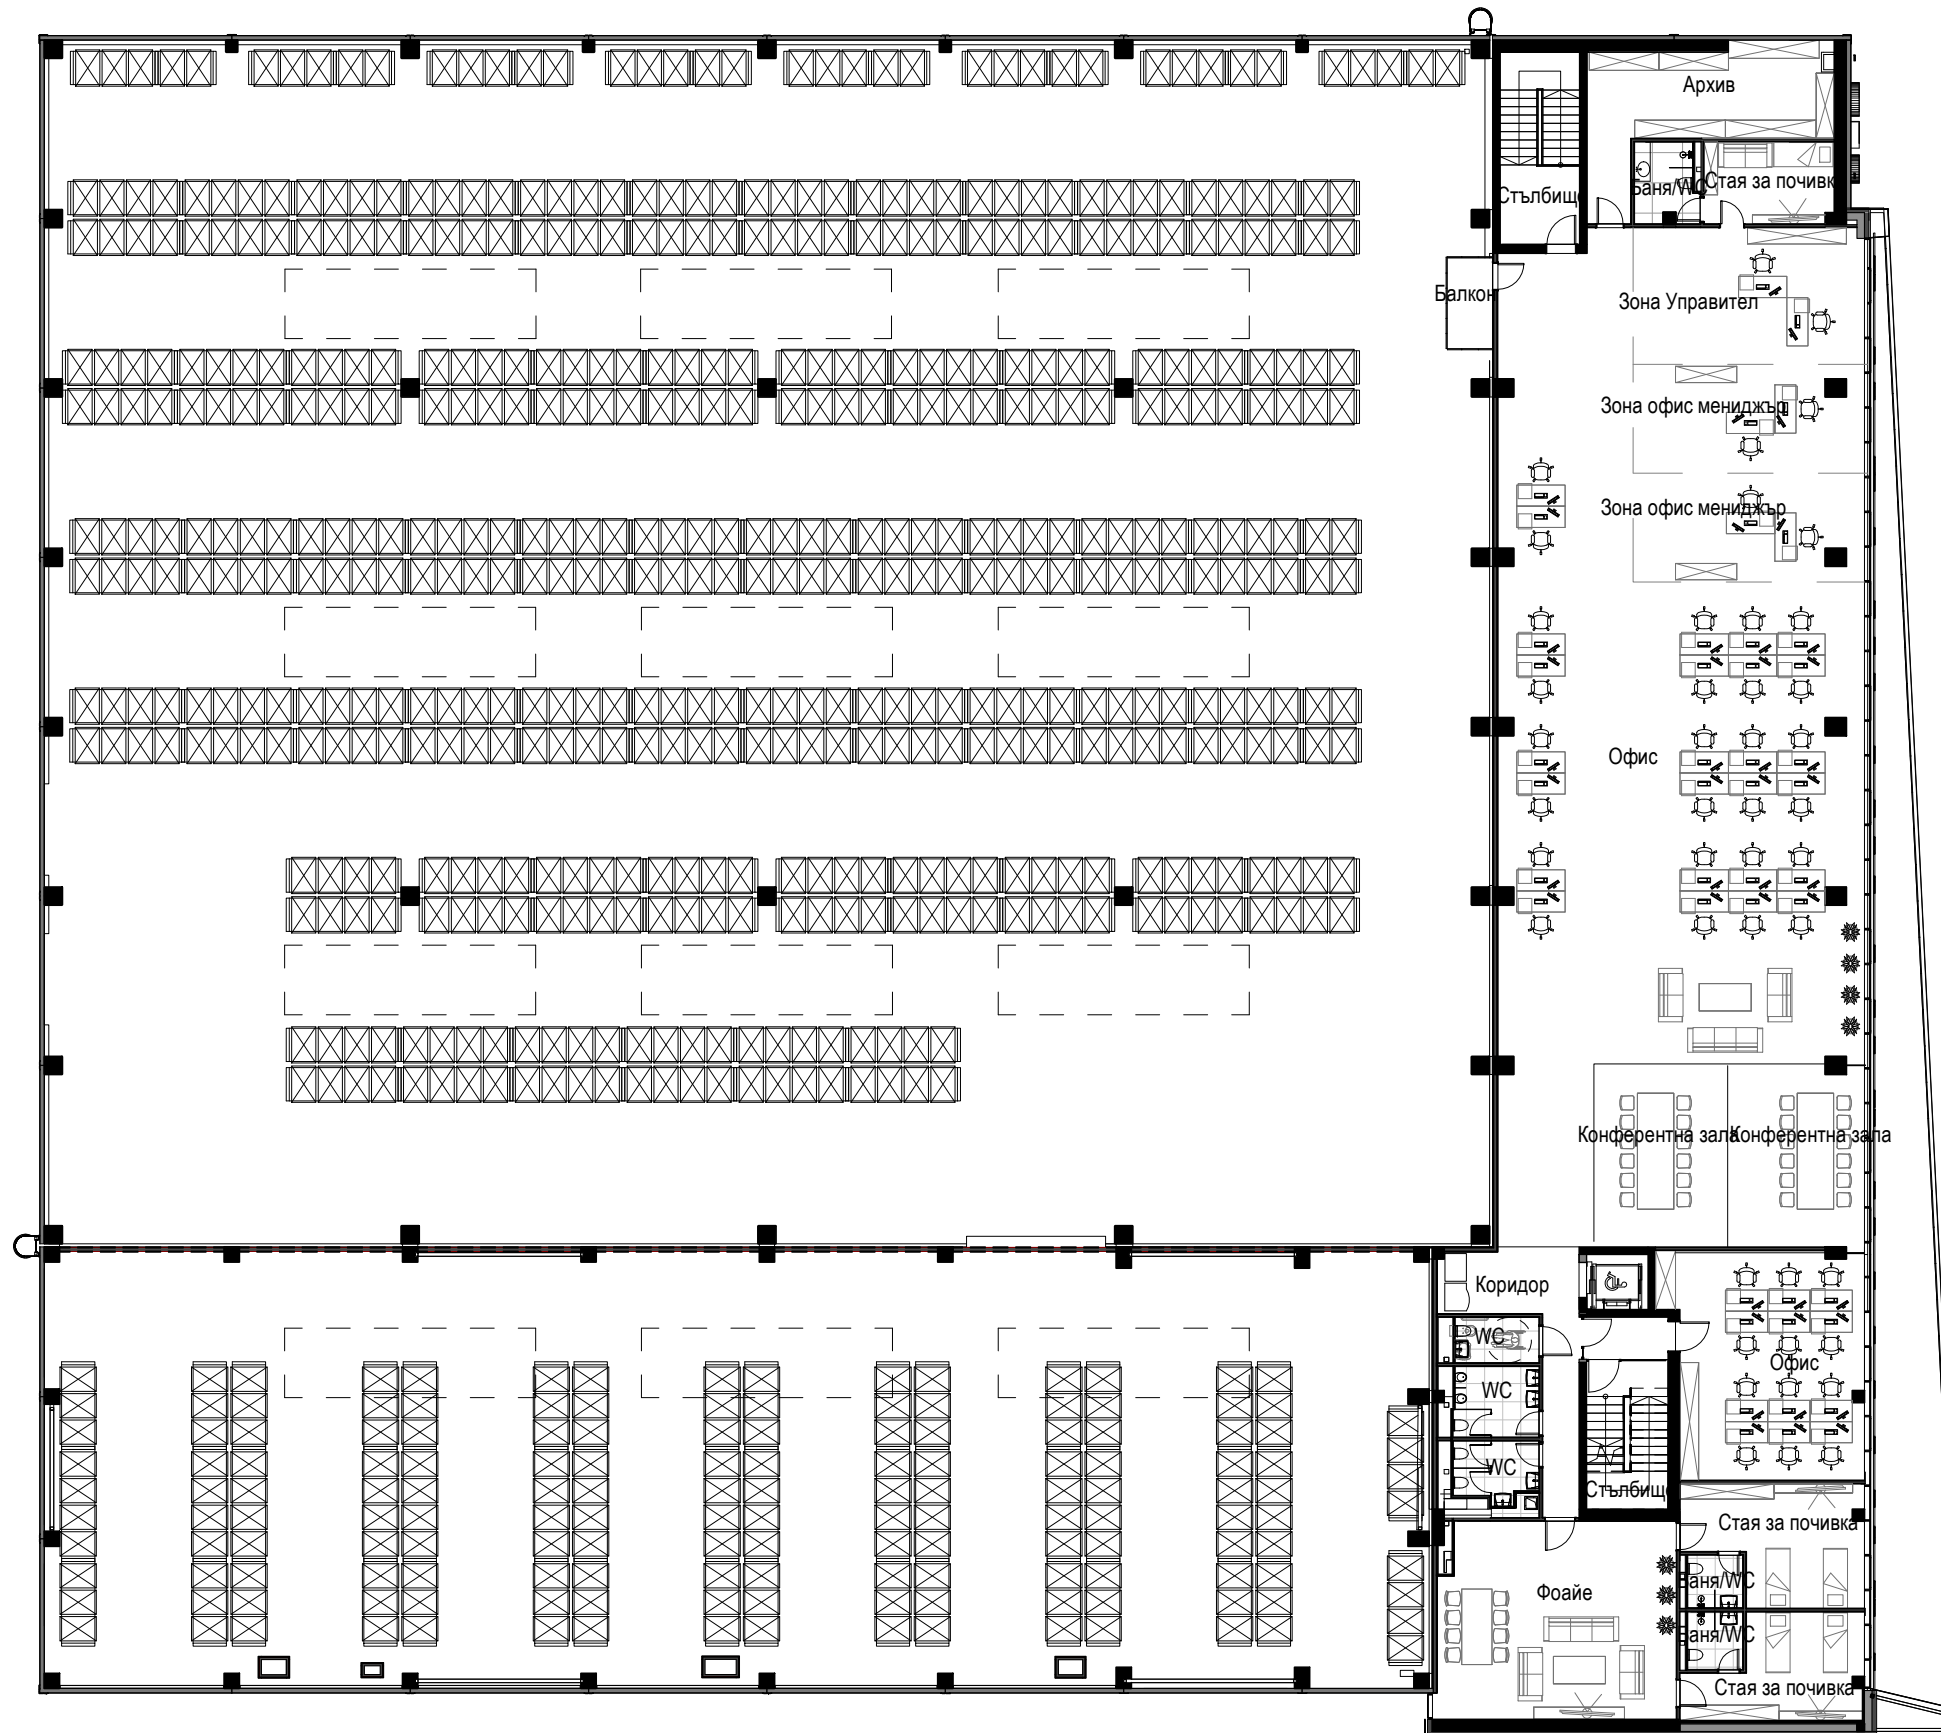 Архив
Баня/WC
Стая за почивка
Стълбище
Балкон
Зона Управител
Зона офис мениджър
Зона офис мениджър
Офис
Конферентна зала
Конферентна зала
Коридор
WC
WC
Офис
WC
Стълбище
Стая за почивка
Баня/WC
Фоайе
Баня/WC
Стая за почивка